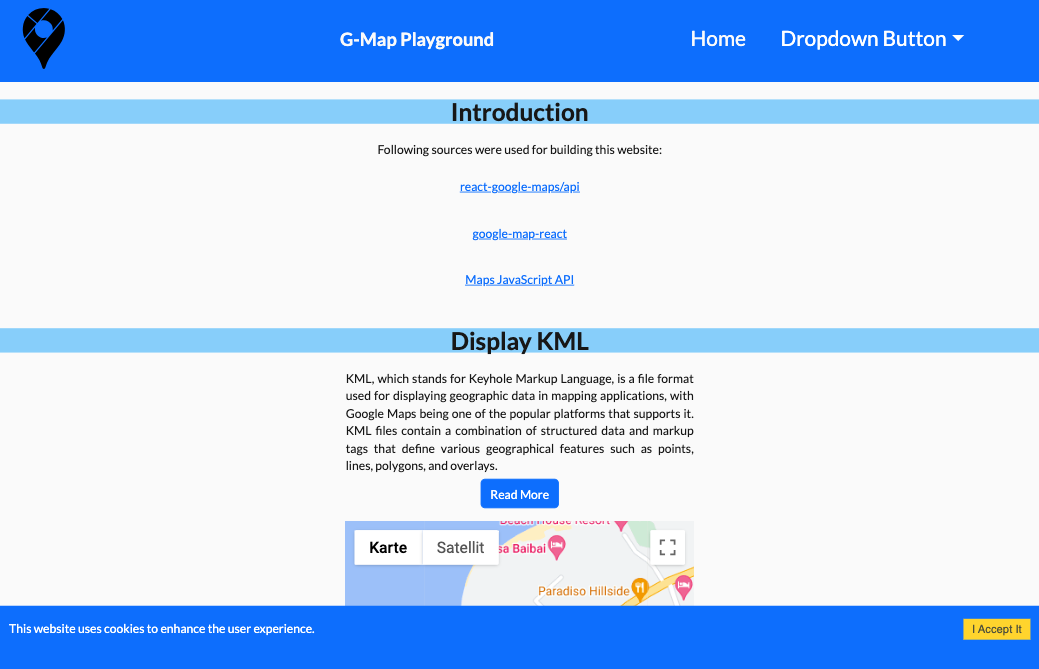 G-Map Playground
Home
Dropdown Button
Introduction
Following sources were used for building this website:
react-google-maps/api
google-map-react
Maps JavaScript API
Display KML
KML, which stands for Keyhole Markup Language, is a file format
used for displaying geographic data in mapping applications, with
Google Maps being one of the popular platforms that supports it.
KML files contain a combination of structured data and markup
tags that define various geographical features such as points,
lines, polygons, and overlays.
Read More
Beach House Resort
Karte
Satellit
sa Baibai
Paradiso Hillside
This website uses cookies to enhance the user experience.
I Accept It